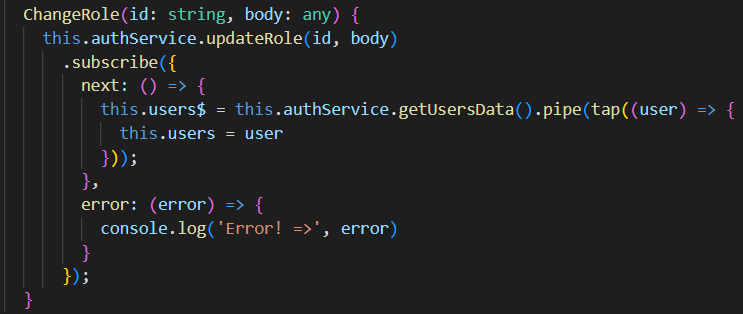 ChangeRole(id: string, body: any) {
this.authService.updateRole(id, body)
.subscribe({
next: () => {
this.users$ = this.authService.getUsersData().pipe(tap((user) => {
this.users = user
}));
},
error: (error) => {
console.log('Error! =>', error)
}
});
}